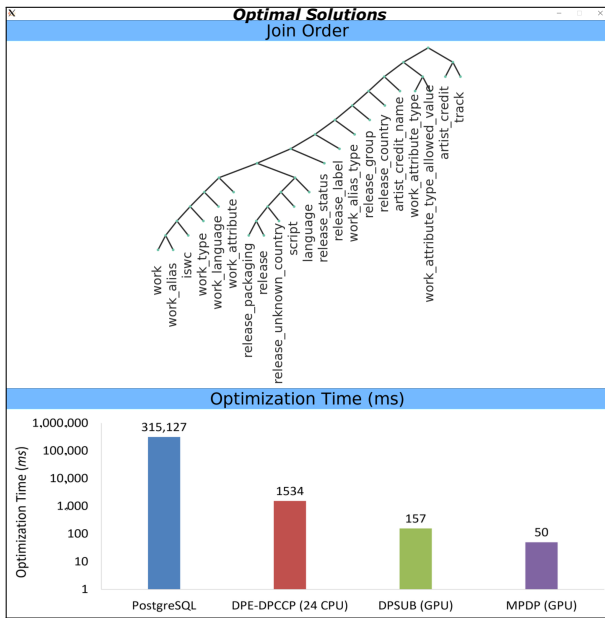 Optimal Solutions
Join Order
work
work_alias
iswc
work_type
work_language
work_attribute
release_packaging
release
release_unknown_country
script
language
release_status
release_label
work_alias_type
release_group
release_country
artist_credit_name
work_attribute_type
work_attribute_type_allowed_value
artist_credit
track
Optimization Time (ms)
Optimization Time (ms)
1,000,000
100,000
10,000
1,000
100
10
1
315,127
1534
157
50
PostgreSQL
DPE-DPCCP (24 CPU)
DPSUB (GPU)
MPDP (GPU)